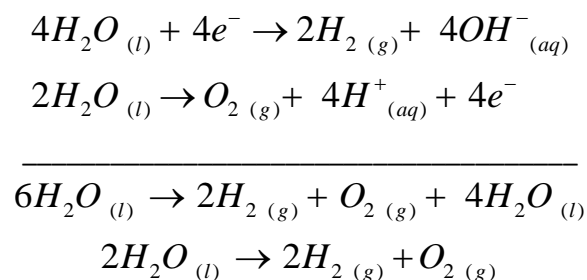 4H₂O ₍ₗ₎ + 4e⁻ → 2H₂ ₍g₎ + 4OH⁻₍aq₎
2H₂O ₍ₗ₎ → O₂ ₍g₎ + 4H⁺₍aq₎ + 4e⁻
6H₂O ₍ₗ₎ → 2H₂ ₍g₎ + O₂ ₍g₎ + 4H₂O ₍ₗ₎
2H₂O ₍ₗ₎ → 2H₂ ₍g₎ + O₂ ₍g₎